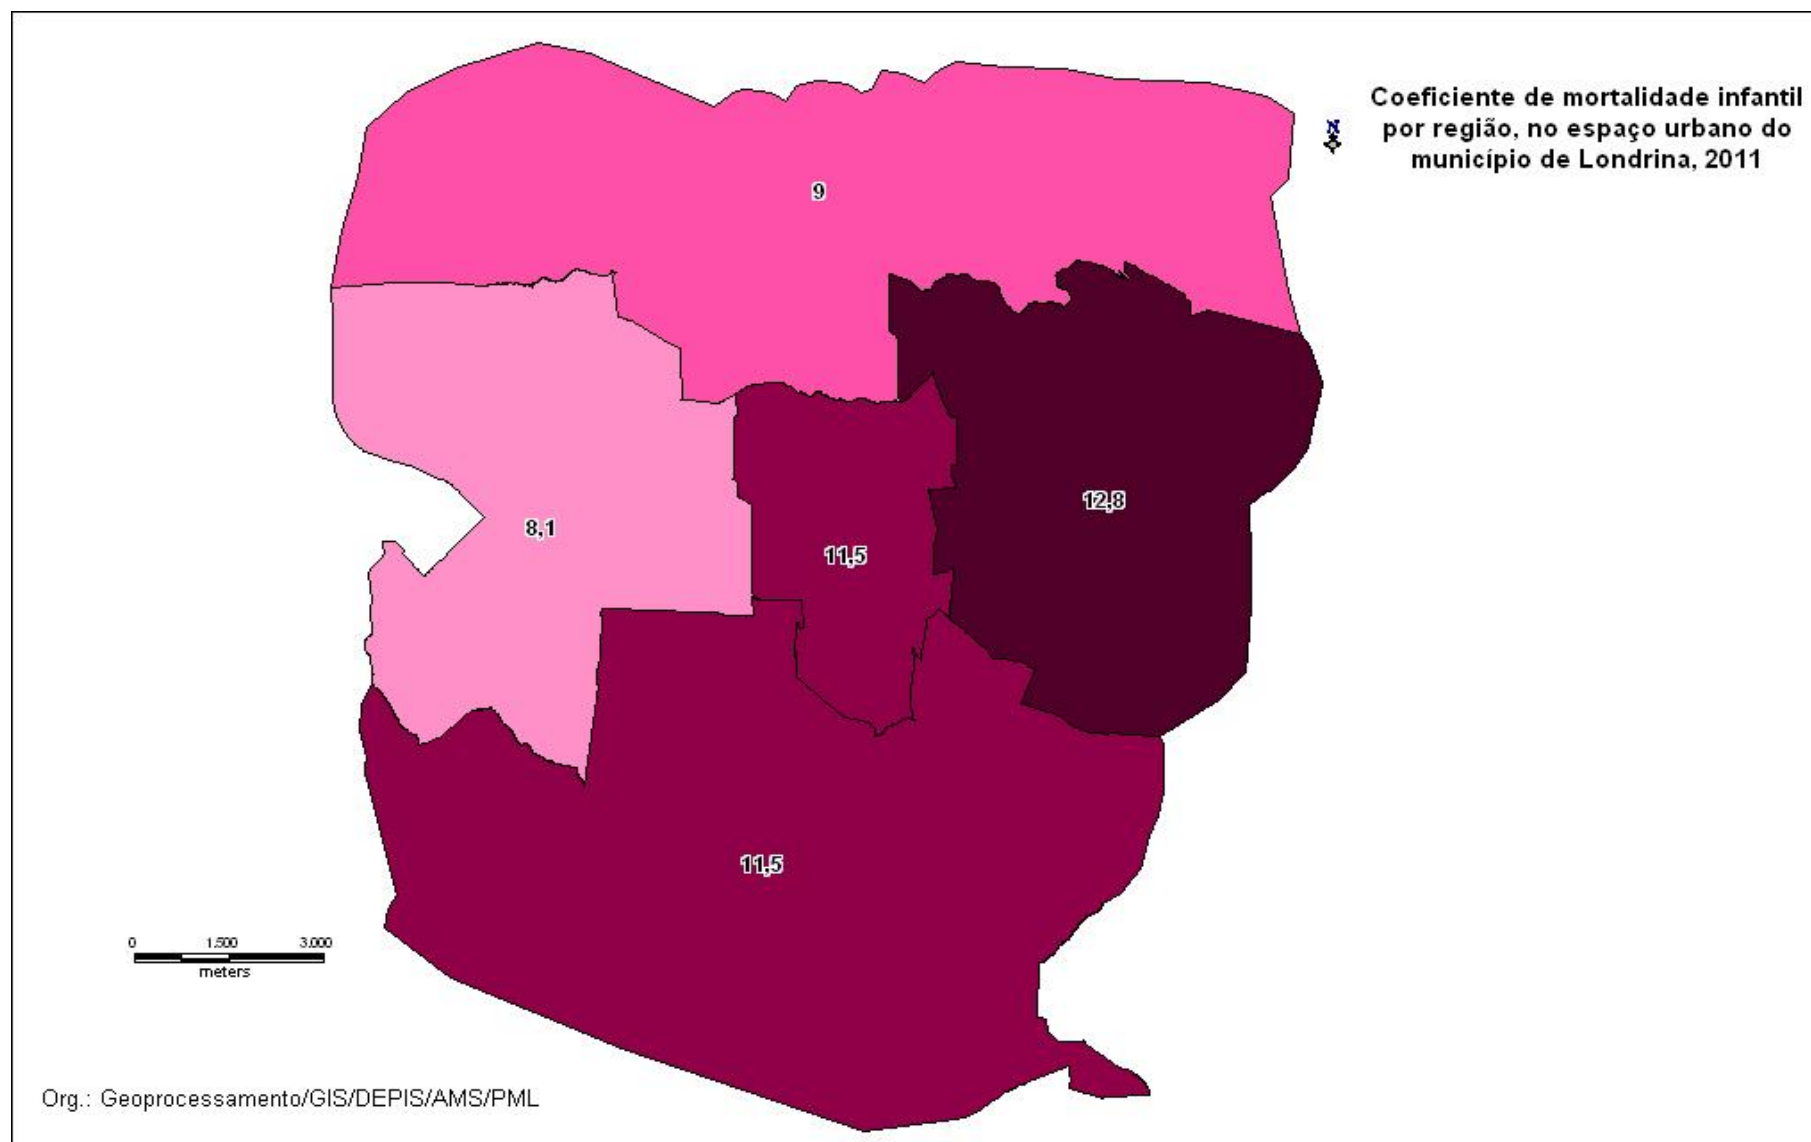 Coeficiente de mortalidade infantil
por região, no espaço urbano do
município de Londrina, 2011
N
9
12,8
8,1
11,5
11,5
0 1.500 3.000
meters
Org.: Geoprocessamento/GIS/DEPIS/AMS/PML